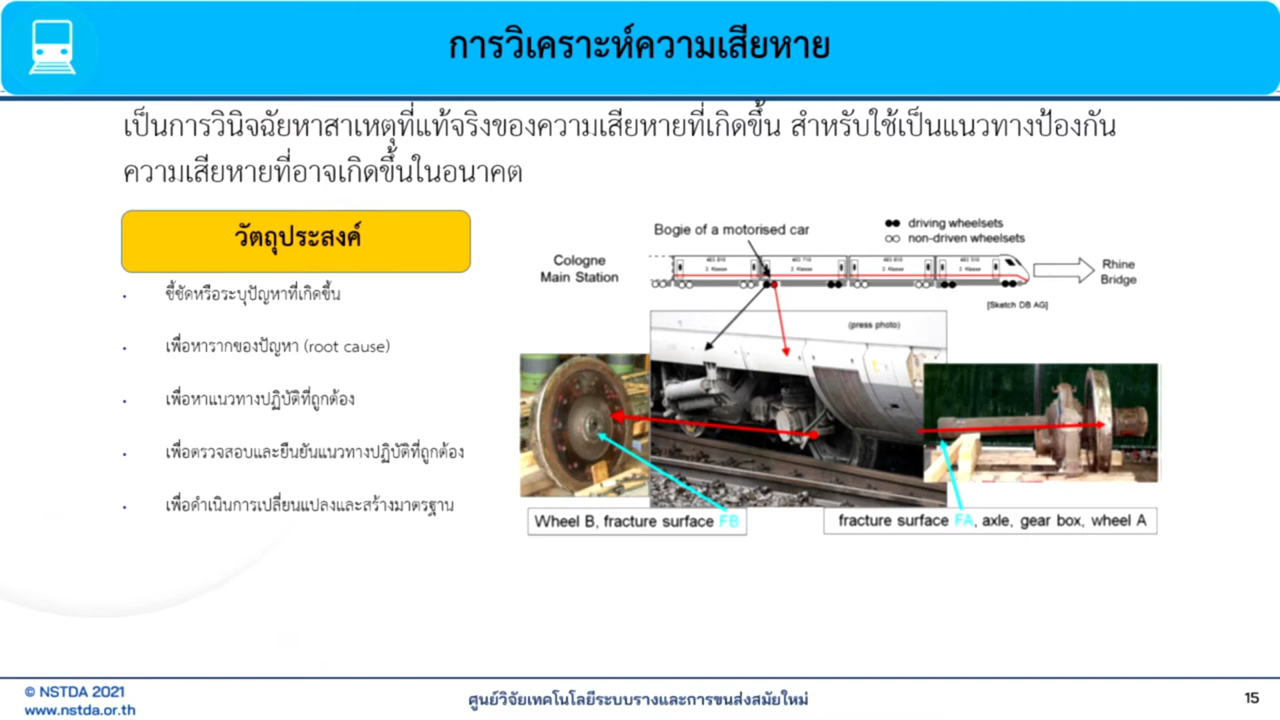 การวิเคราะห์ความเสียหาย
เป็นการวินิจฉัยหาสาเหตุที่แท้จริงของความเสียหายที่เกิดขึ้น สำหรับใช้เป็นแนวทางป้องกัน
ความเสียหายที่อาจเกิดขึ้นในอนาคต
วัตถุประสงค์
• ชี้ชัดหรือระบุปัญหาที่เกิดขึ้น
• เพื่อหารากของปัญหา (root cause)
• เพื่อหาแนวทางปฏิบัติที่ถูกต้อง
• เพื่อตรวจสอบและยืนยันแนวทางปฏิบัติที่ถูกต้อง
• เพื่อดำเนินการเปลี่ยนแปลงและสร้างมาตรฐาน
Bogie of a motorised car
driving wheelsets
non-driven wheelsets
Cologne
Main Station
2. Klasse
2. Klasse
2. Klasse
2. Klasse
Rhine
Bridge
[Sketch DB AG]
(press photo)
Wheel B, fracture surface FB
fracture surface FA, axle, gear box, wheel A
© NSTDA 2021
www.nstda.or.th
ศูนย์วิจัยเทคโนโลยีระบบรางและการขนส่งสมัยใหม่
15